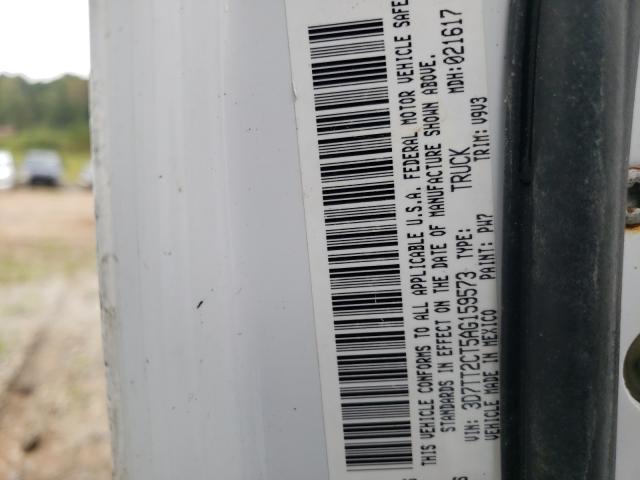 THIS VEHICLE CONFORMS TO ALL APPLICABLE U.S.A. FEDERAL MOTOR VEHICLE SAFE
STANDARDS IN EFFECT ON THE DATE OF MANUFACTURE SHOWN ABOVE.
VIN: 3D7TT2CT5AG159573 TYPE: TRUCK MDH:021617
VEHICLE MADE IN MEXICO PAINT: PW7 TRIM: V9V3